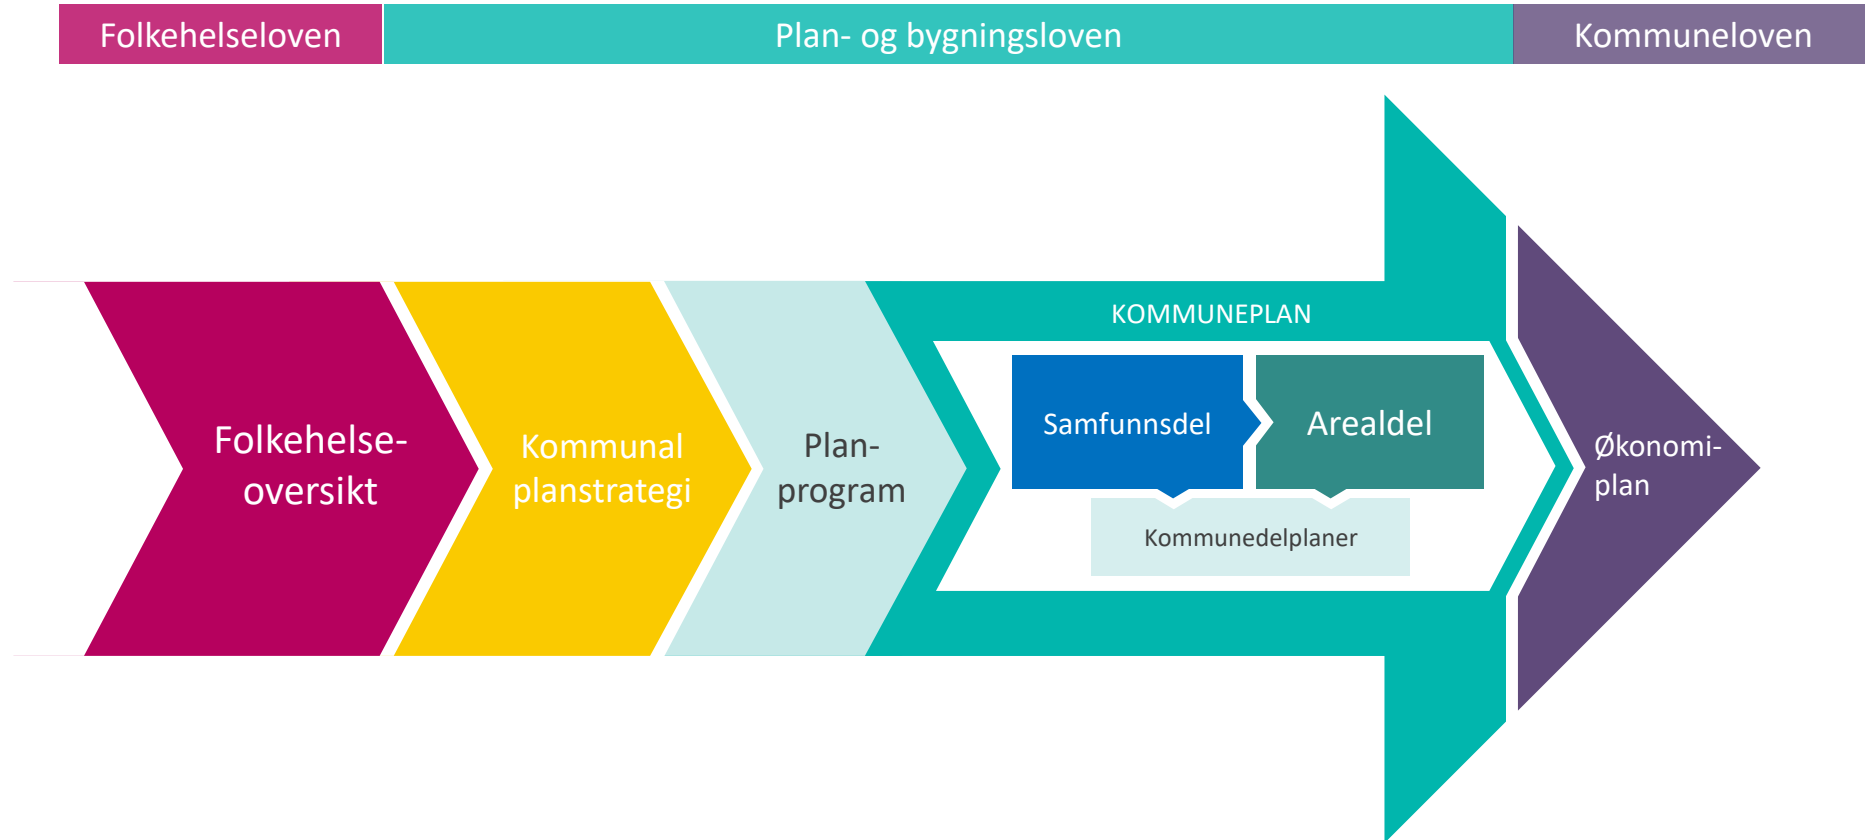 Folkehelseloven
Plan- og bygningsloven
Kommuneloven
Folkehelse-
oversikt
Kommunal
planstrategi
Plan-
program
KOMMUNEPLAN
Samfunnsdel
Arealdel
Kommunedelplaner
Økonomi-
plan